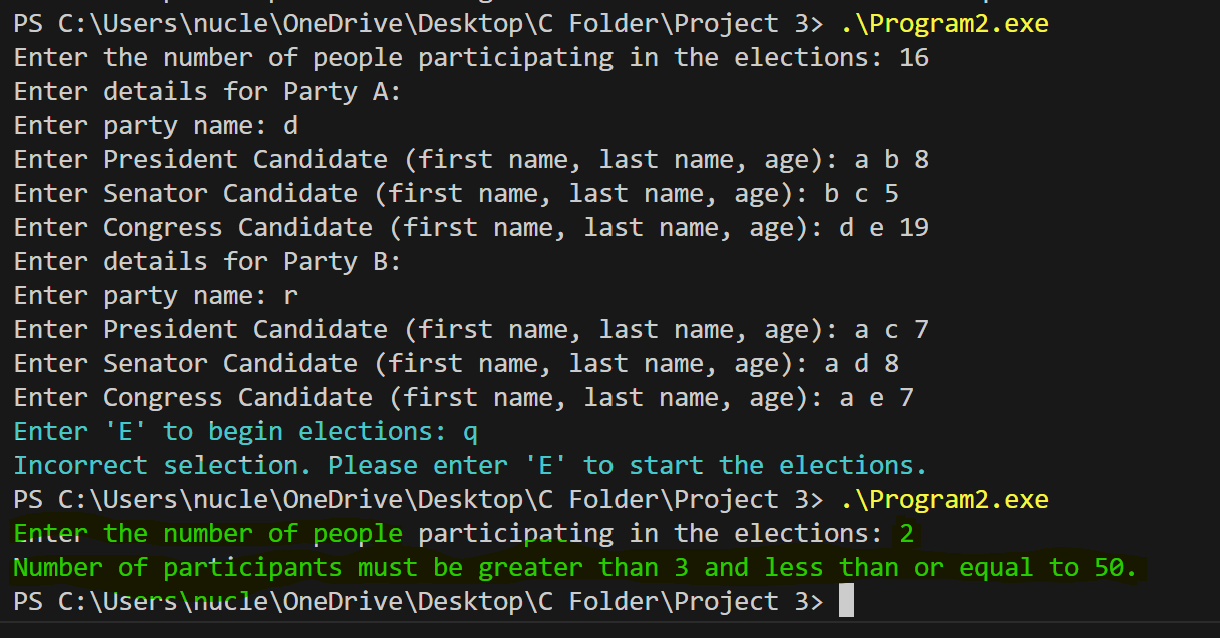 PS C:\Users\nucle\OneDrive\Desktop\C Folder\Project 3> .\Program2.exe
Enter the number of people participating in the elections: 16
Enter details for Party A:
Enter party name: d
Enter President Candidate (first name, last name, age): a b 8
Enter Senator Candidate (first name, last name, age): b c 5
Enter Congress Candidate (first name, last name, age): d e 19
Enter details for Party B:
Enter party name: r
Enter President Candidate (first name, last name, age): a c 7
Enter Senator Candidate (first name, last name, age): a d 8
Enter Congress Candidate (first name, last name, age): a e 7
Enter 'E' to begin elections: q
Incorrect selection. Please enter 'E' to start the elections.
PS C:\Users\nucle\OneDrive\Desktop\C Folder\Project 3> .\Program2.exe
Enter the number of people participating in the elections: 2
Number of participants must be greater than 3 and less than or equal to 50.
PS C:\Users\nucle\OneDrive\Desktop\C Folder\Project 3>